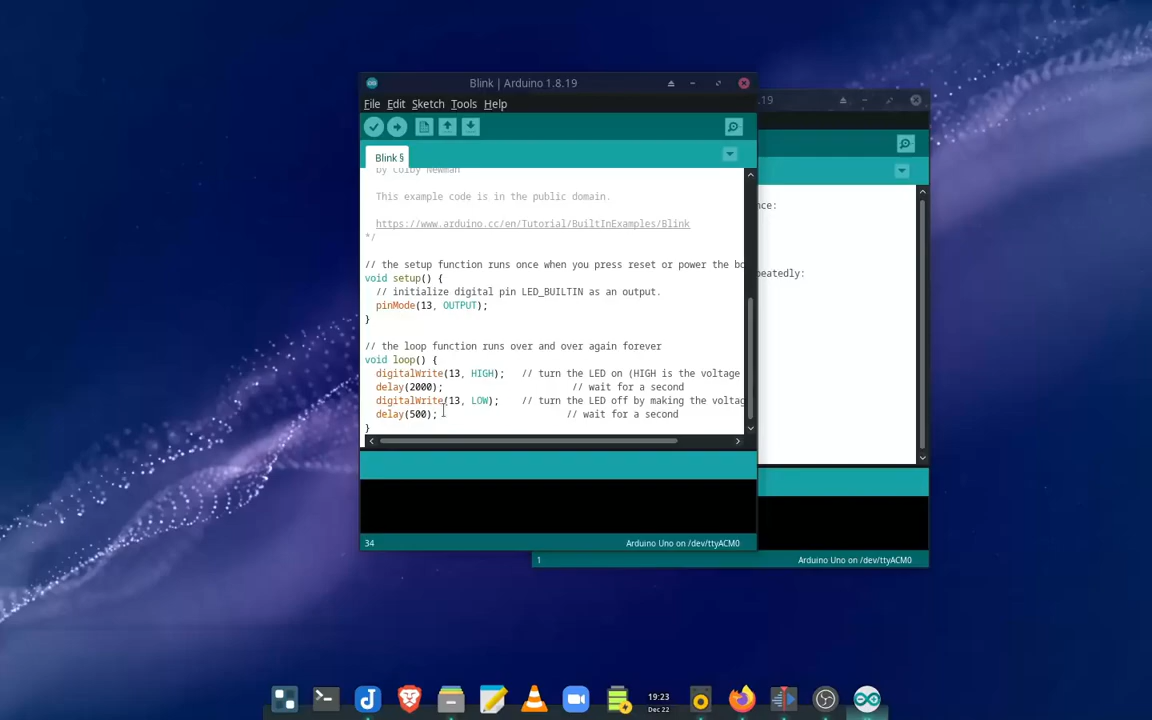 Blink | Arduino 1.8.19
.19
File Edit Sketch Tools Help
Blink §
by Colby Newman
This example code is in the public domain.
https://www.arduino.cc/en/Tutorial/BuiltInExamples/Blink
*/
// the setup function runs once when you press reset or power the bo
void setup() {
// initialize digital pin LED_BUILTIN as an output.
pinMode(13, OUTPUT);
}
// the loop function runs over and over again forever
void loop() {
digitalWrite(13, HIGH);   // turn the LED on (HIGH is the voltage
delay(2000);                       // wait for a second
digitalWrite(13, LOW);    // turn the LED off by making the voltag
delay(500);                       // wait for a second
}
34
Arduino Uno on /dev/ttyACM0
nce:
peatedly:
1
Arduino Uno on /dev/ttyACM0
19:23
Dec 22